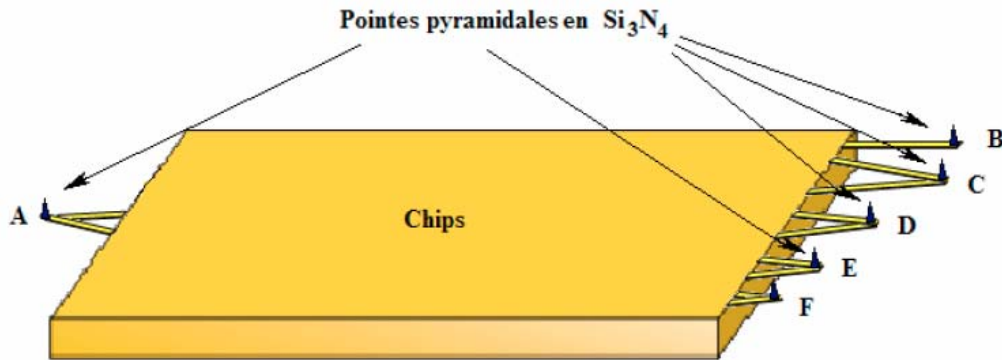 Pointes pyramidales en Si₃N₄
B
C
A
Chips
D
E
F